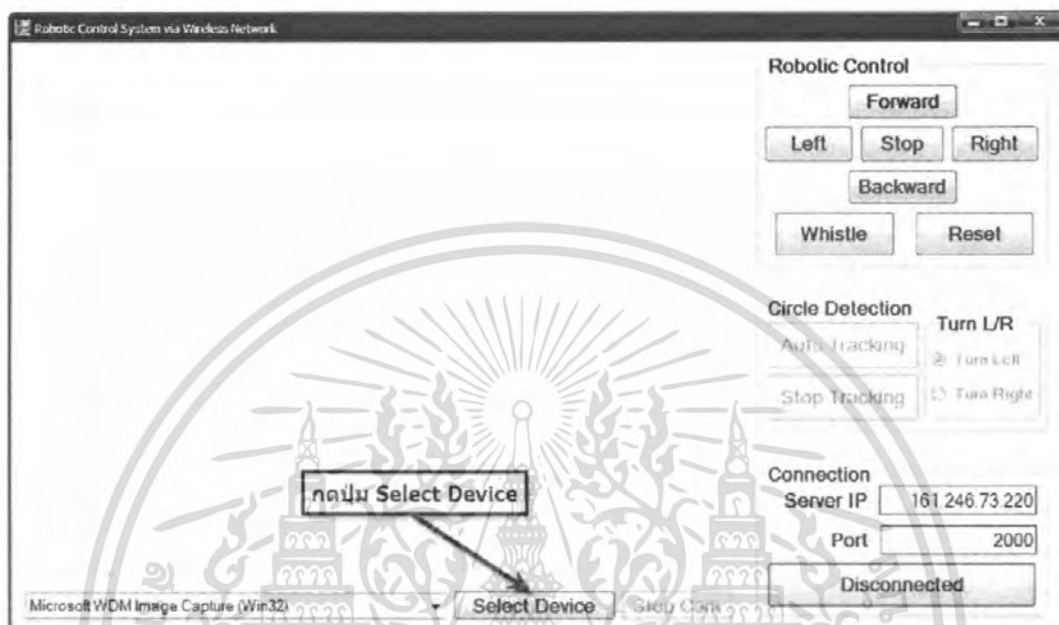 Robotic Control System via Wireless Network
Robotic Control
Forward
Left Stop Right
Backward
Whistle Reset
Circle Detection
Turn L/R
Auto Tracking
Turn Left
Stop Tracking
Turn Right
กดปุ่ม Select Device
Connection
Server IP 161.246.73.220
Port 2000
Disconnected
Microsoft WDM Image Capture (Win32) Select Device Stop